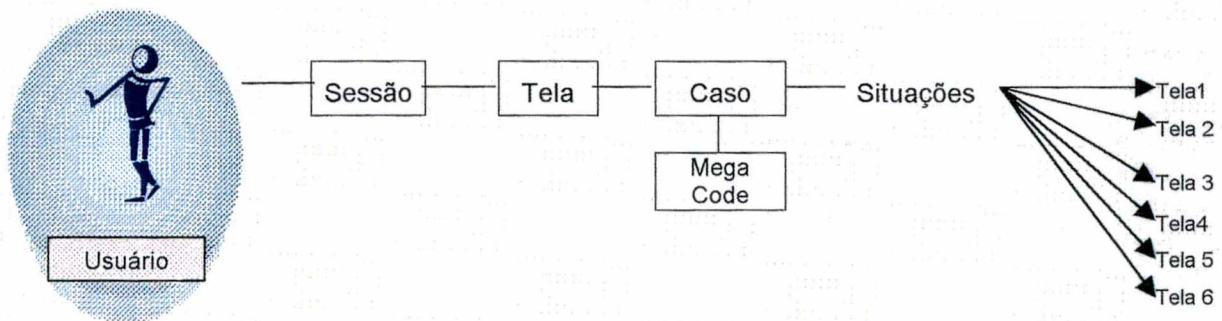 Sessão
Tela
Caso
Situações
Mega
Code
Usuário
Tela1
Tela 2
Tela 3
Tela4
Tela 5
Tela 6